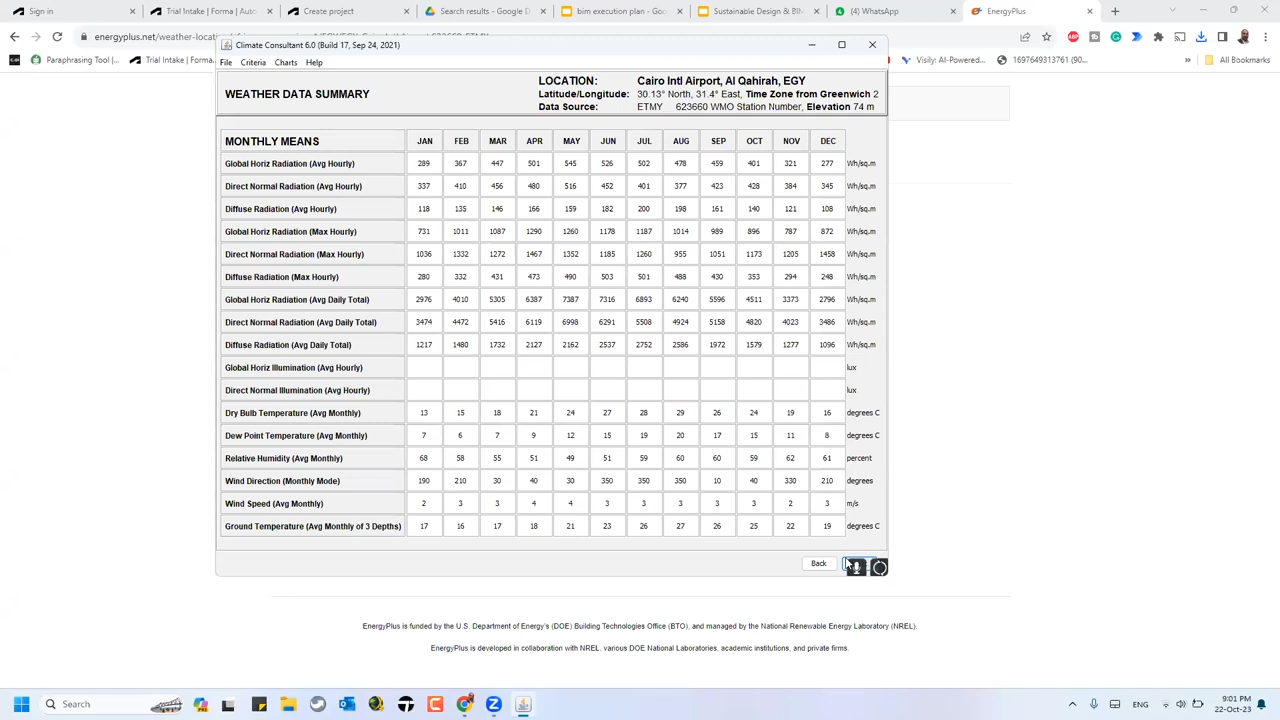 Sign in
Trial Intake | Forma | Autod
Create project
Search results - Google D
bim execution plan - Goo
Sustainable Design & BIM
(4) WhatsApp
EnergyPlus
Paraphrasing Tool |...
Trial Intake | Forma...
Visily: AI-Powered...
1697649313761 (90...
All Bookmarks
Climate Consultant 6.0 (Build 17, Sep 24, 2021)
File Criteria Charts Help
WEATHER DATA SUMMARY
LOCATION: Cairo Intl Airport, Al Qahirah, EGY
Latitude/Longitude: 30.13° North, 31.4° East, Time Zone from Greenwich 2
Data Source: ETMY 623660 WMO Station Number, Elevation 74 m
MONTHLY MEANS JAN FEB MAR APR MAY JUN JUL AUG SEP OCT NOV DEC
Global Horiz Radiation (Avg Hourly) 289 367 447 501 545 526 502 478 459 401 321 277 Wh/sq.m
Direct Normal Radiation (Avg Hourly) 337 410 456 480 516 452 401 377 423 428 384 345 Wh/sq.m
Diffuse Radiation (Avg Hourly) 118 135 146 166 159 182 200 198 161 140 121 108 Wh/sq.m
Global Horiz Radiation (Max Hourly) 731 1011 1087 1290 1260 1178 1187 1014 989 896 787 872 Wh/sq.m
Direct Normal Radiation (Max Hourly) 1036 1332 1272 1467 1352 1185 1260 955 1051 1173 1205 1458 Wh/sq.m
Diffuse Radiation (Max Hourly) 280 332 431 473 490 503 501 488 430 353 294 248 Wh/sq.m
Global Horiz Radiation (Avg Daily Total) 2976 4010 5305 6387 7387 7316 6893 6240 5596 4511 3373 2796 Wh/sq.m
Direct Normal Radiation (Avg Daily Total) 3474 4472 5416 6119 6998 6291 5508 4924 5158 4820 4023 3486 Wh/sq.m
Diffuse Radiation (Avg Daily Total) 1217 1480 1732 2127 2162 2537 2752 2586 1972 1579 1277 1096 Wh/sq.m
Global Horiz Illumination (Avg Hourly) lux
Direct Normal Illumination (Avg Hourly) lux
Dry Bulb Temperature (Avg Monthly) 13 15 18 21 24 27 28 29 26 24 19 16 degrees C
Dew Point Temperature (Avg Monthly) 7 6 7 9 12 15 19 20 17 15 11 8 degrees C
Relative Humidity (Avg Monthly) 68 58 55 51 49 51 59 60 60 59 62 61 percent
Wind Direction (Monthly Mode) 190 210 30 40 30 350 350 350 10 40 330 210 degrees
Wind Speed (Avg Monthly) 2 3 3 4 4 3 3 3 3 3 2 3 m/s
Ground Temperature (Avg Monthly of 3 Depths) 17 16 17 18 21 23 26 27 26 25 22 19 degrees C
Back
EnergyPlus is funded by the U.S. Department of Energy's (DOE) Building Technologies Office (BTO), and managed by the National Renewable Energy Laboratory (NREL).
EnergyPlus is developed in collaboration with NREL, various DOE National Laboratories, academic institutions, and private firms.
Search
ENG
9:01 PM
22-Oct-23